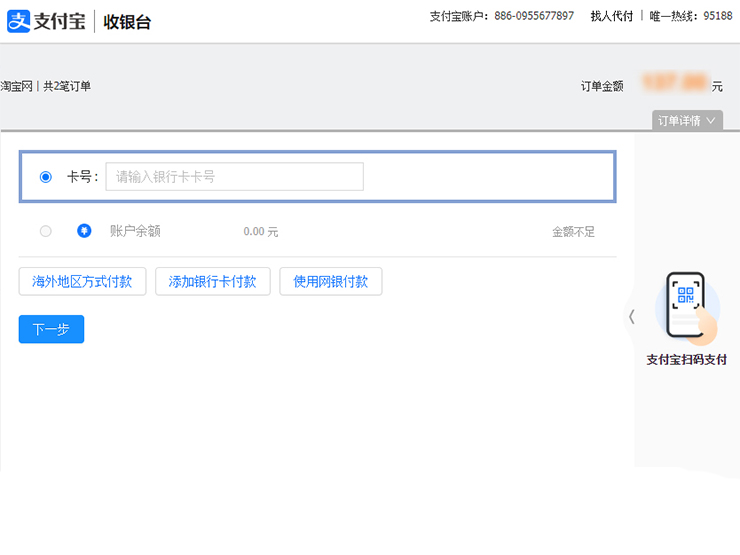 支付宝 收银台
支付宝账户：886-0955677897 找人代付 唯一热线：95188
淘宝网 | 共2笔订单
订单金额 元
订单详情
卡号： 请输入银行卡卡号
账户余额 0.00 元 金额不足
海外地区方式付款 添加银行卡付款 使用网银付款
下一步
支付宝扫码支付